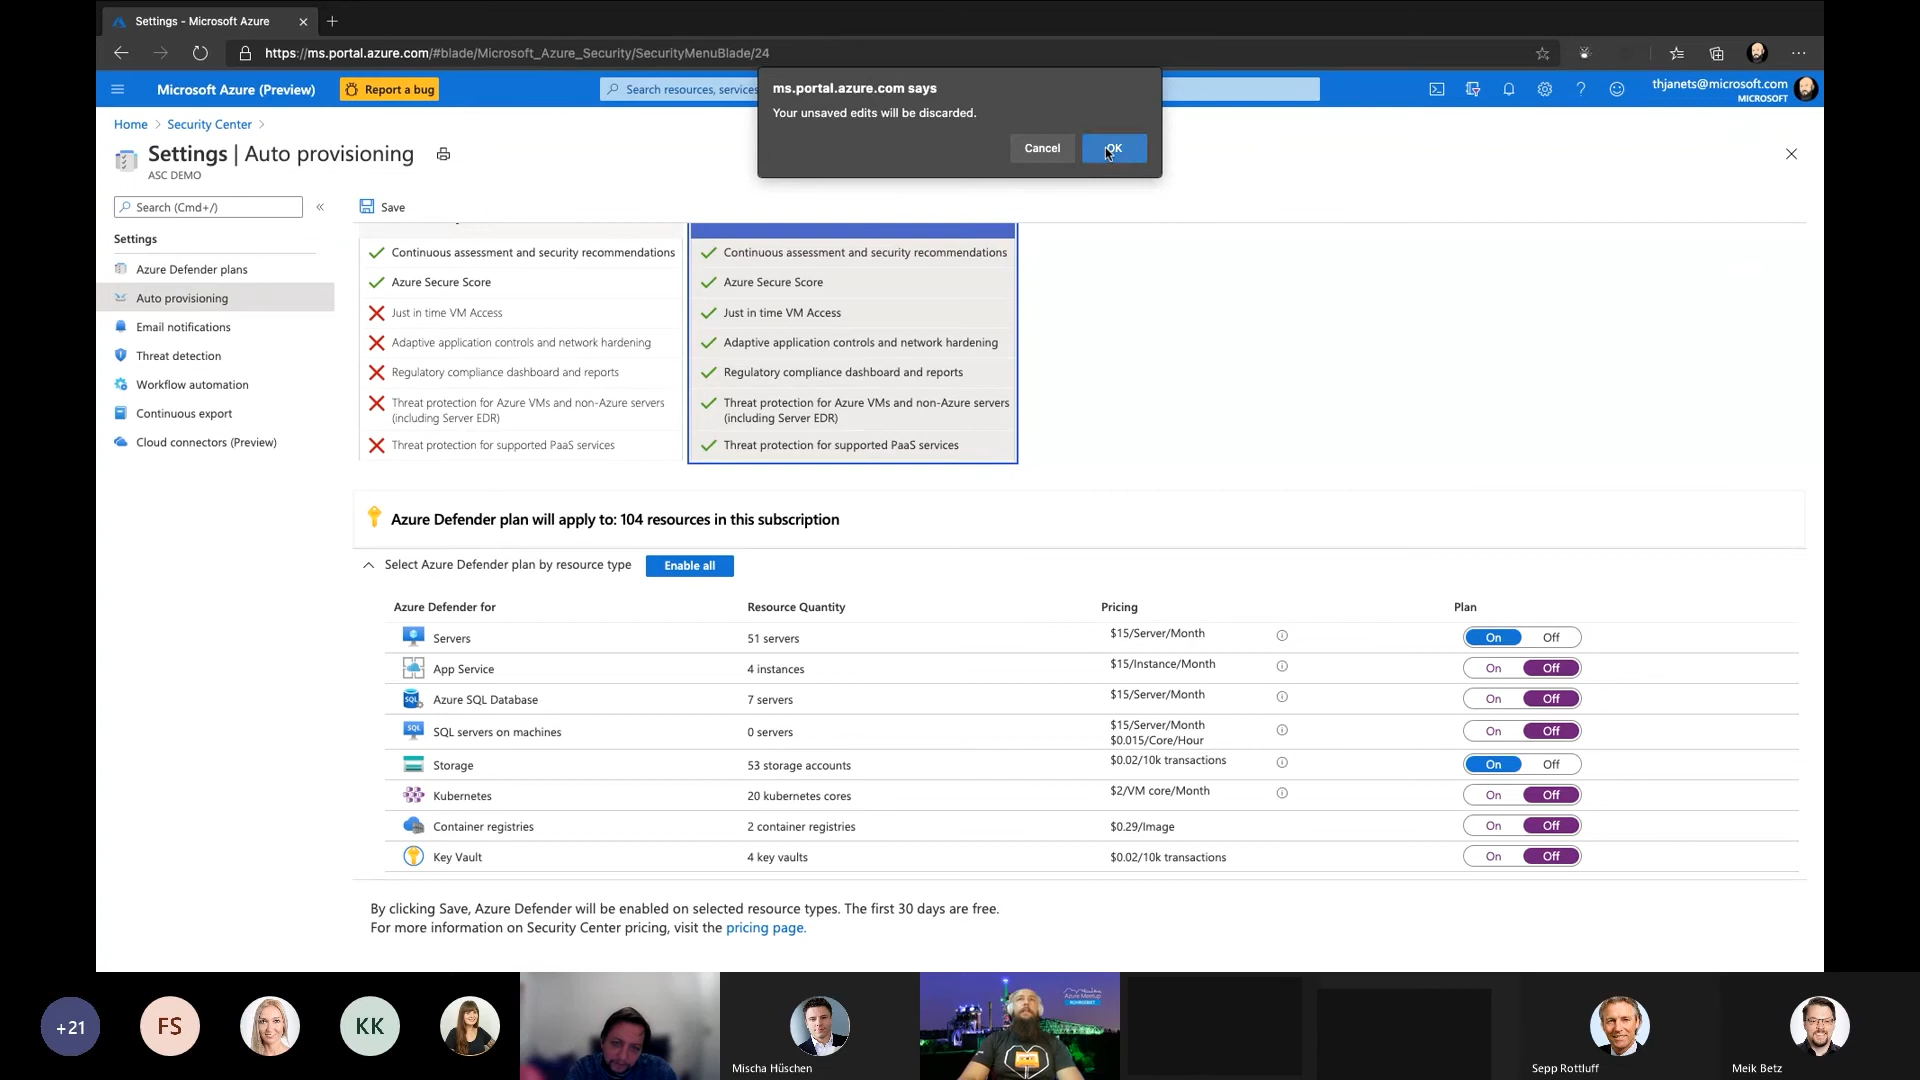 Settings - Microsoft Azure
https://ms.portal.azure.com/#blade/Microsoft_Azure_Security/SecurityMenuBlade/24
Microsoft Azure (Preview)
Report a bug
Search resources, services
thjanets@microsoft.com
MICROSOFT
ms.portal.azure.com says
Your unsaved edits will be discarded.
Cancel
OK
Home > Security Center >
Settings | Auto provisioning
ASC DEMO
Search (Cmd+/)
«
Save
Settings
Azure Defender plans
Auto provisioning
Email notifications
Threat detection
Workflow automation
Continuous export
Cloud connectors (Preview)
Continuous assessment and security recommendations
Azure Secure Score
Just in time VM Access
Adaptive application controls and network hardening
Regulatory compliance dashboard and reports
Threat protection for Azure VMs and non-Azure servers
(including Server EDR)
Threat protection for supported PaaS services
Continuous assessment and security recommendations
Azure Secure Score
Just in time VM Access
Adaptive application controls and network hardening
Regulatory compliance dashboard and reports
Threat protection for Azure VMs and non-Azure servers
(including Server EDR)
Threat protection for supported PaaS services
Azure Defender plan will apply to: 104 resources in this subscription
Select Azure Defender plan by resource type Enable all
Azure Defender for Resource Quantity Pricing Plan
Servers 51 servers $15/Server/Month On Off
App Service 4 instances $15/Instance/Month On Off
Azure SQL Database 7 servers $15/Server/Month On Off
SQL servers on machines 0 servers $15/Server/Month On Off
$0.015/Core/Hour
Storage 53 storage accounts $0.02/10k transactions On Off
Kubernetes 20 kubernetes cores $2/VM core/Month On Off
Container registries 2 container registries $0.29/Image On Off
Key Vault 4 key vaults $0.02/10k transactions On Off
By clicking Save, Azure Defender will be enabled on selected resource types. The first 30 days are free.
For more information on Security Center pricing, visit the pricing page.
+21
FS
KK
Azure Meetup
Mischa Hüschen
Sepp Rottluff
Meik Betz